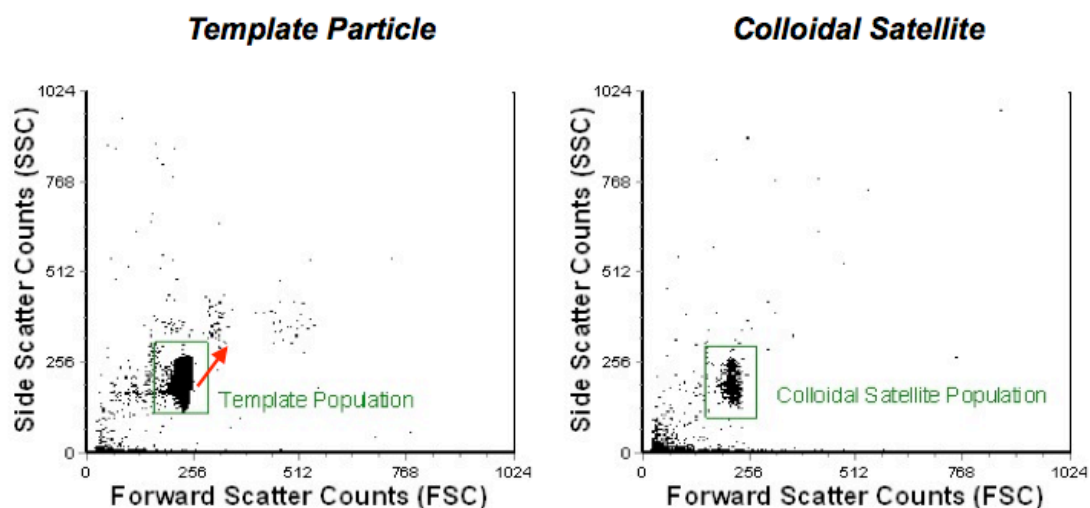 Template Particle
Colloidal Satellite
Side Scatter Counts (SSC)
1024
768
512
256
0
Template Population
0 256 512 768 1024
Forward Scatter Counts (FSC)
Side Scatter Counts (SSC)
1024
768
512
256
0
Colloidal Satellite Population
0 256 512 768 1024
Forward Scatter Counts (FSC)